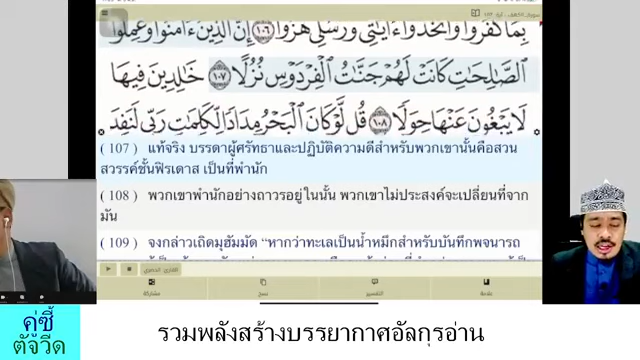 بِمَا كَفَرُوا وَاتَّخَذُوا ءَايَاتِي وَرُسُلِي هُزُوًا ۝١٠٦ إِنَّ الَّذِينَ ءَامَنُوا وَعَمِلُوا
الصَّالِحَاتِ كَانَتْ لَهُمْ جَنَّاتُ الْفِرْدَوْسِ نُزُلًا ۝١٠٧ خَالِدِينَ فِيهَا
لَا يَبْغُونَ عَنْهَا حِوَلًا ۝١٠٨ قُل لَّوْ كَانَ الْبَحْرُ مِدَادًا لِّكَلِمَاتِ رَبِّي لَنَفِدَ
( 107 ) แท้จริง บรรดาผู้ศรัทธาและปฏิบัติความดีสำหรับพวกเขานั้นคือสวน
สวรรค์ชั้นฟิรเดาส เป็นที่พำนัก
( 108 ) พวกเขาพำนักอย่างถาวรอยู่ในนั้น พวกเขาไม่ประสงค์จะเปลี่ยนที่จาก
มัน
( 109 ) จงกล่าวเถิดมุฮัมมัด “หากว่าทะเลเป็นน้ำหมึกสำหรับบันทึกพจนารถ
مشاركة نسخ التفسير علامة
คู่ซี้
ตัจวีด
รวมพลังสร้างบรรยากาศอัลกุรอ่าน